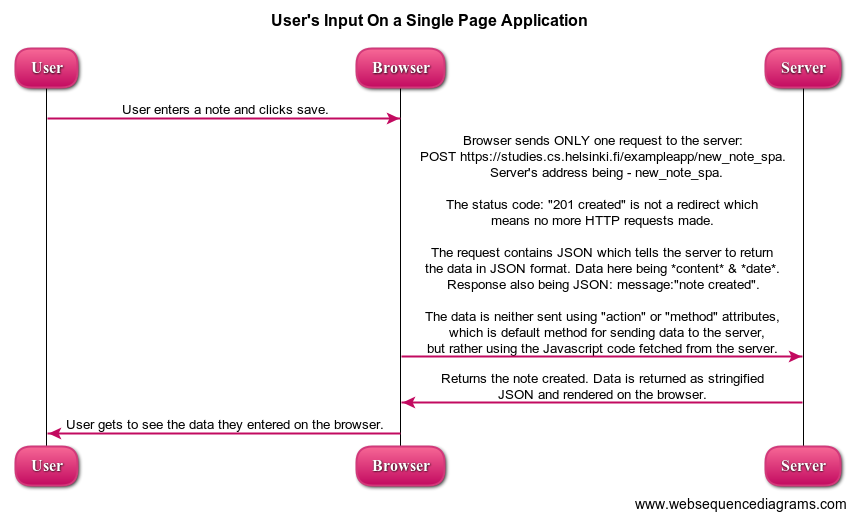 User's Input On a Single Page Application
User
Browser
Server
User enters a note and clicks save.
Browser sends ONLY one request to the server:
POST https://studies.cs.helsinki.fi/exampleapp/new_note_spa.
Server's address being - new_note_spa.
The status code: "201 created" is not a redirect which
means no more HTTP requests made.
The request contains JSON which tells the server to return
the data in JSON format. Data here being *content* & *date*.
Response also being JSON: message:"note created".
The data is neither sent using "action" or "method" attributes,
which is default method for sending data to the server,
but rather using the Javascript code fetched from the server.
Returns the note created. Data is returned as stringified
JSON and rendered on the browser.
User gets to see the data they entered on the browser.
User
Browser
Server
www.websequencediagrams.com